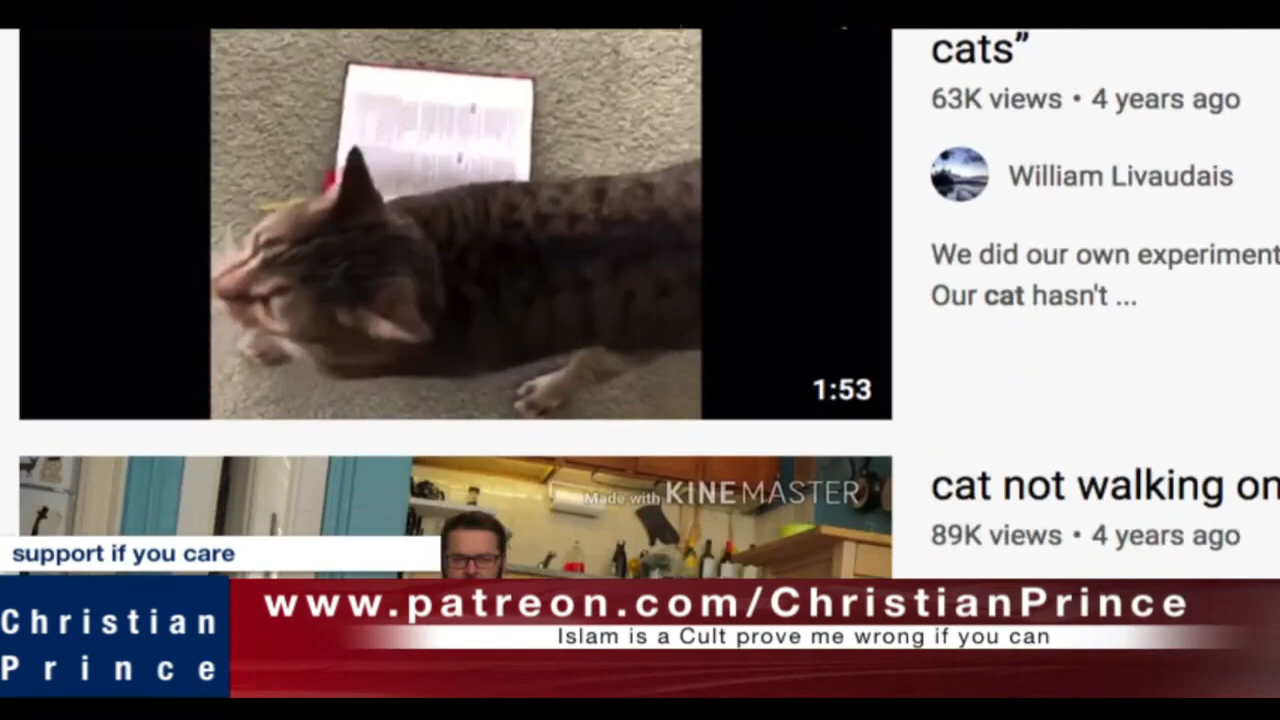 cats”
63K views • 4 years ago
William Livaudais
We did our own experiment
Our cat hasn't ...
1:53
Made with KINEMASTER
cat not walking on
89K views • 4 years ago
support if you care
Christian
Prince
www.patreon.com/ChristianPrince
Islam is a Cult prove me wrong if you can